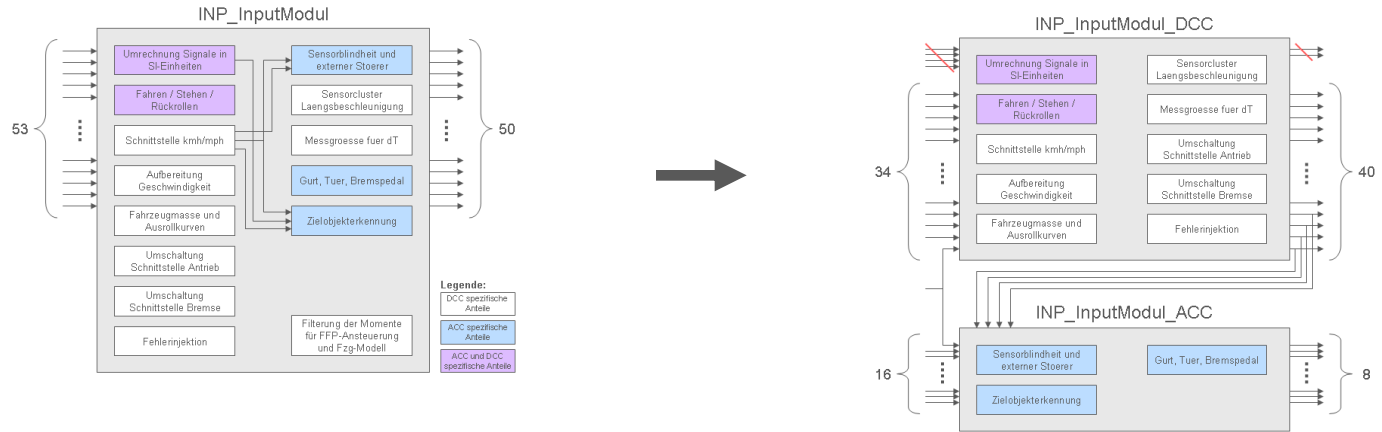 INP_InputModul
53
Umrechnung Signale in
SI-Einheiten
Fahren / Stehen /
Rückrollen
Schnittstelle kmh/mph
Aufbereitung
Geschwindigkeit
Fahrzeugmasse und
Ausrollkurven
Umschaltung
Schnittstelle Antrieb
Umschaltung
Schnittstelle Bremse
Fehlerinjektion
Sensorblindheit und
externer Stoerer
Sensorcluster
Laengsbeschleunigung
Messgroesse fuer dT
Gurt, Tuer, Bremspedal
Zielobjekterkennung
Filterung der Momente
für FFP-Ansteuerung
und Fzg-Modell
50
Legende:
DCC spezifische
Anteile
ACC spezifische
Anteile
ACC und DCC
spezifische Anteile
INP_InputModul_DCC
34
Umrechnung Signale in
SI-Einheiten
Fahren / Stehen /
Rückrollen
Schnittstelle kmh/mph
Aufbereitung
Geschwindigkeit
Fahrzeugmasse und
Ausrollkurven
Sensorcluster
Laengsbeschleunigung
Messgroesse fuer dT
Umschaltung
Schnittstelle Antrieb
Umschaltung
Schnittstelle Bremse
Fehlerinjektion
40
INP_InputModul_ACC
16
Sensorblindheit und
externer Stoerer
Zielobjekterkennung
Gurt, Tuer, Bremspedal
8